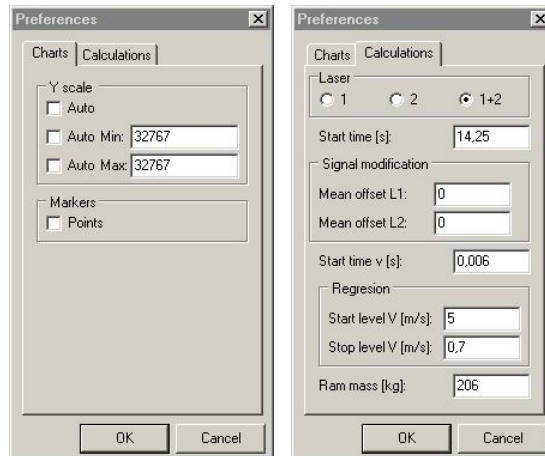 Preferences
Charts
Calculations
Y scale
Auto
Auto Min: 32767
Auto Max: 32767
Markers
Points
OK
Cancel
Preferences
Charts
Calculations
Laser
1
2
1+2
Start time [s]: 14,25
Signal modification
Mean offset L1: 0
Mean offset L2: 0
Start time v [s]: 0,006
Regresion
Start level V [m/s]: 5
Stop level V [m/s]: 0,7
Ram mass [kg]: 206
OK
Cancel